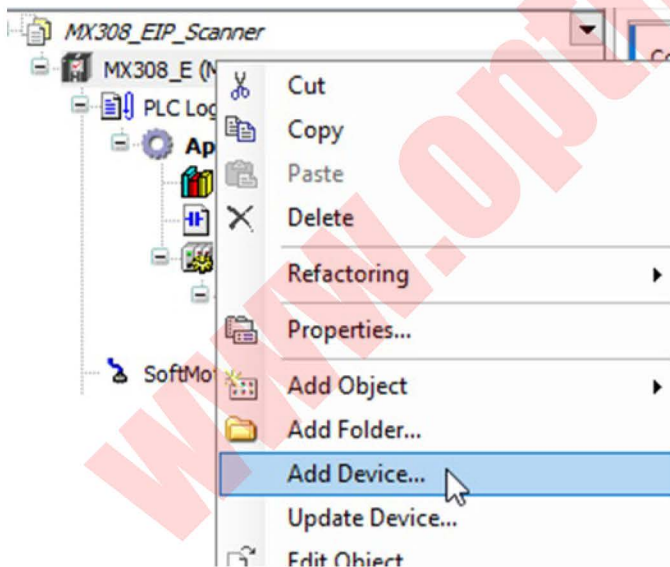 MX308_EIP_Scanner
MX308_E (M
PLC Log
Ap
SoftMo
Cut
Copy
Paste
Delete
Refactoring
Properties...
Add Object
Add Folder...
Add Device...
Update Device...
Edit Object
www.opt